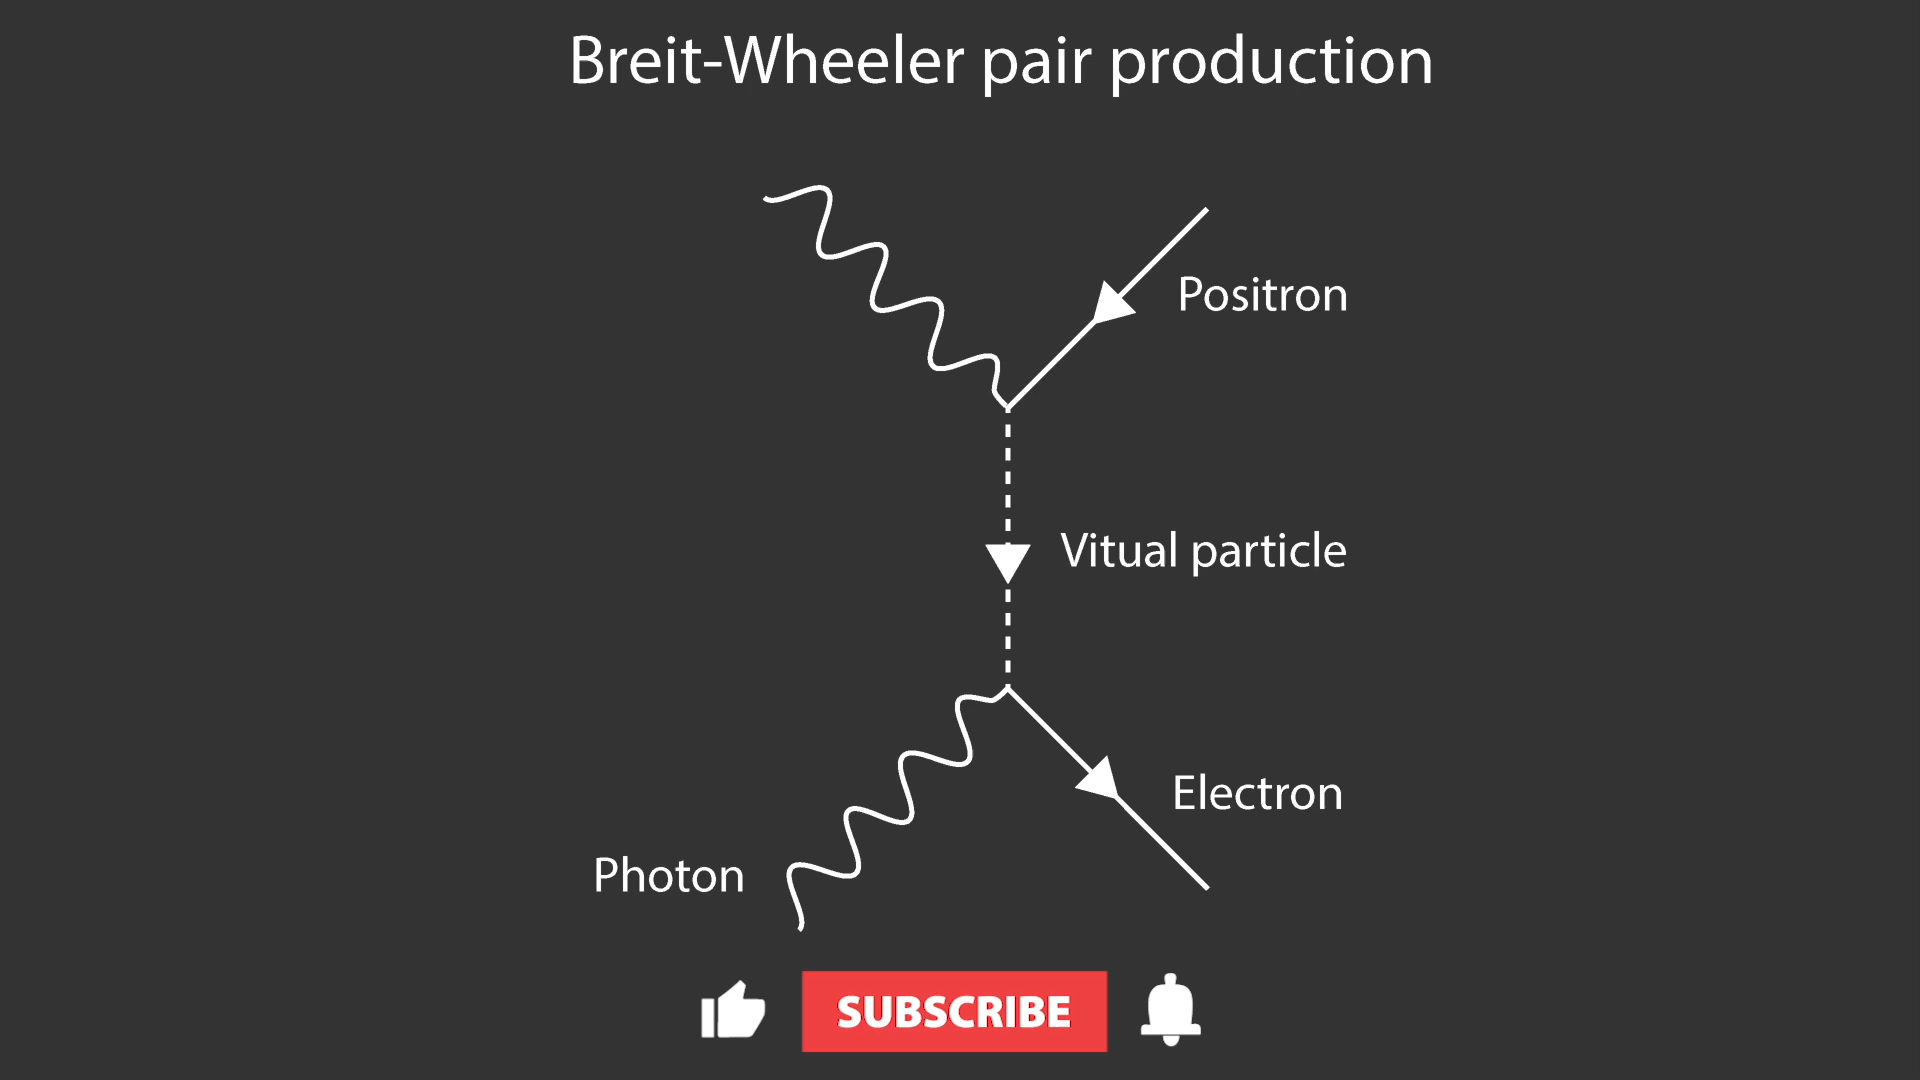 Breit-Wheeler pair production
Positron
Vitual particle
Electron
Photon
SUBSCRIBE